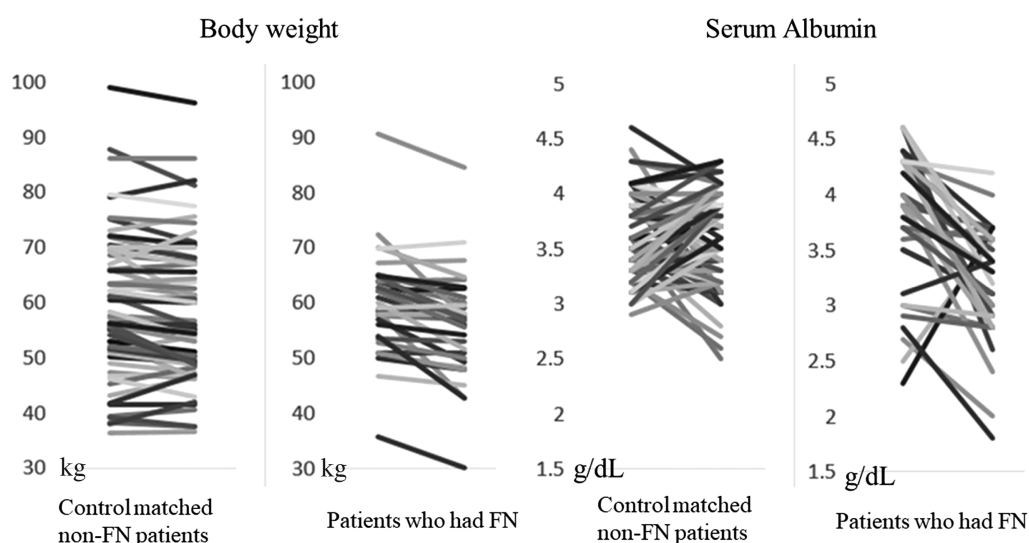 Body weight
Serum Albumin
100
90
80
70
60
50
40
30
kg
Control matched
non-FN patients
100
90
80
70
60
50
40
30
kg
Patients who had FN
5
4.5
4
3.5
3
2.5
2
1.5
g/dL
Control matched
non-FN patients
5
4.5
4
3.5
3
2.5
2
1.5
g/dL
Patients who had FN